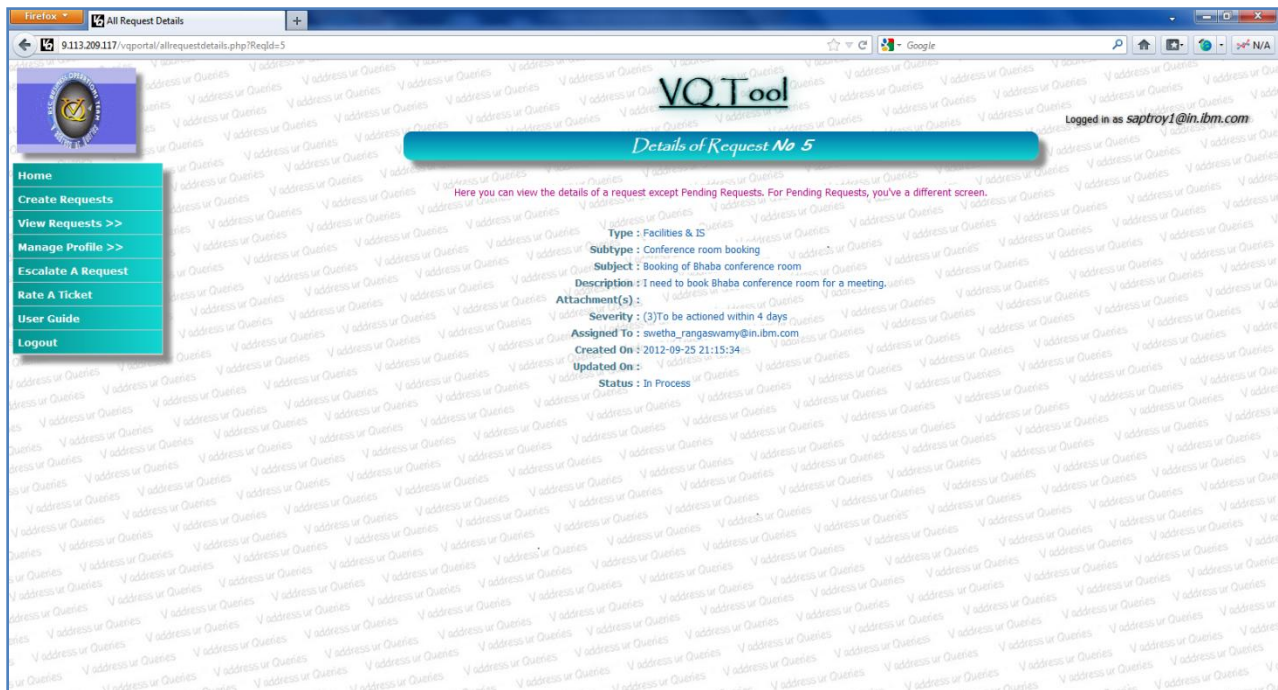 Firefox
All Request Details
9.113.209.117/vqportal/allrequestdetails.php?ReqId=5
Google
N/A
VQ Tool
Logged in as saptroy1@in.ibm.com
Details of Request No 5
Home
Create Requests
View Requests >>
Manage Profile >>
Escalate A Request
Rate A Ticket
User Guide
Logout
Here you can view the details of a request except Pending Requests. For Pending Requests, you've a different screen.
Type : Facilities & IS
Subtype : Conference room booking
Subject : Booking of Bhaba conference room
Description : I need to book Bhaba conference room for a meeting.
Attachment(s) :
Severity : (3)To be actioned within 4 days
Assigned To : swetha_rangaswamy@in.ibm.com
Created On : 2012-09-25 21:15:34
Updated On :
Status : In Process
V address ur Queries